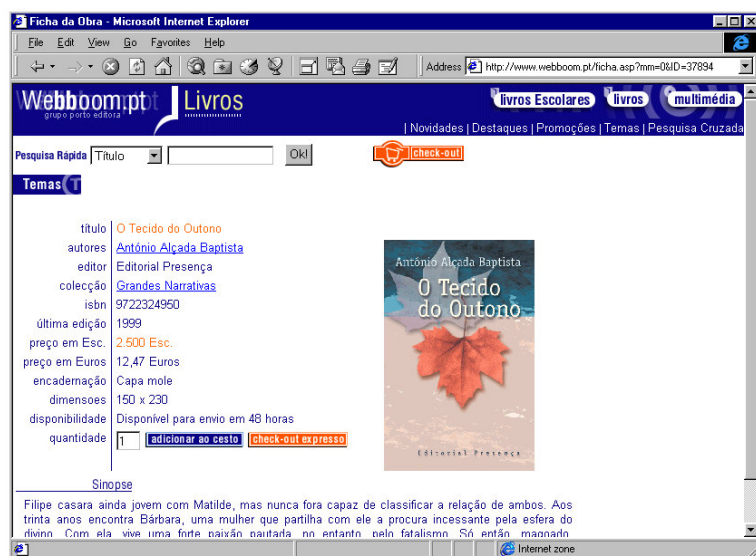 Ficha da Obra - Microsoft Internet Explorer
File Edit View Go Favorites Help
Address http://www.webboom.pt/ficha.asp?mm=0&ID=37894
Webboom.pt Livros
grupo porto editora
livros Escolares livros multimédia
| Novidades | Destaques | Promoções | Temas | Pesquisa Cruzada
Pesquisa Rápida Título Ok! check-out
Temas
título O Tecido do Outono
autores António Alçada Baptista
editor Editorial Presença
colecção Grandes Narrativas
isbn 9722324950
última edição 1999
preço em Esc. 2.500 Esc.
preço em Euros 12,47 Euros
encadernação Capa mole
dimensoes 150 x 230
disponibilidade Disponível para envio em 48 horas
quantidade 1 adicionar ao cesto check-out expresso
António Alçada Baptista
O Tecido
do Outono
Editorial Presença
Sinopse
Filipe casara ainda jovem com Matilde, mas nunca fora capaz de classificar a relação de ambos. Aos
trinta anos encontra Bárbara, uma mulher que partilha com ele a procura incessante pela esfera do
divino. Com ela, vive uma forte paixão pautada, no entanto, pelo fatalismo. Só então, magoado,
Internet zone